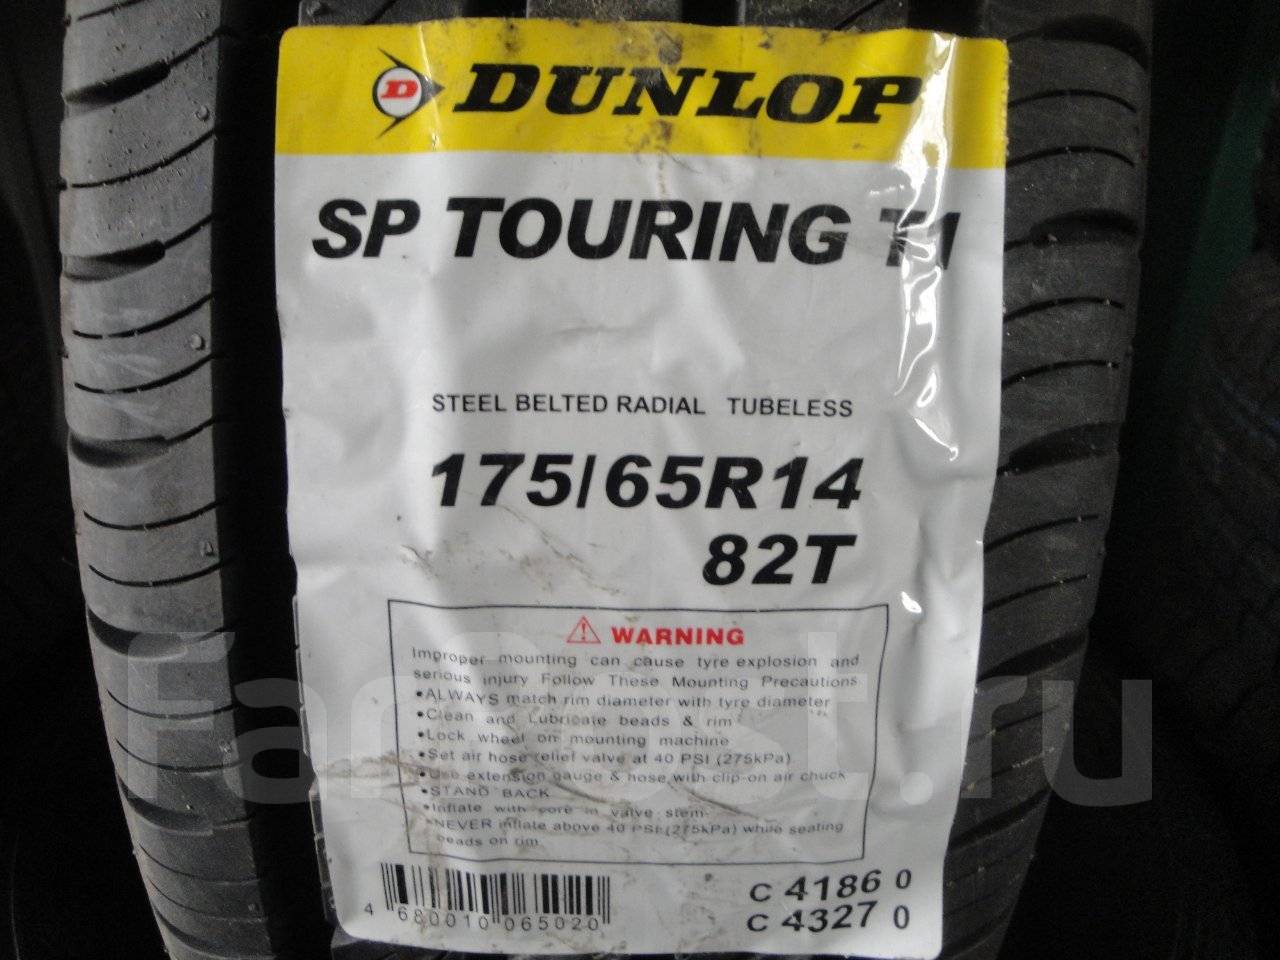 D DUNLOP
SP TOURING T1
STEEL BELTED RADIAL TUBELESS
175/65R14
82T
WARNING
Improper mounting can cause tyre explosion and
serious injury Follow These Mounting Precautions
•ALWAYS match rim diameter with tyre diameter
•Clean and Lubricate beads & rim
•Lock wheel on mounting machine
•Set air hose relief valve at 40 PSI (275kPa)
•Use extension gauge & hose with clip-on air chuck
•STAND BACK
•Inflate with core in valve stem
•NEVER inflate above 40 PSI (275kPa) while seating
beads on rim
4 680010 065020
C 4186 0
C 4327 0
FarPost.ru